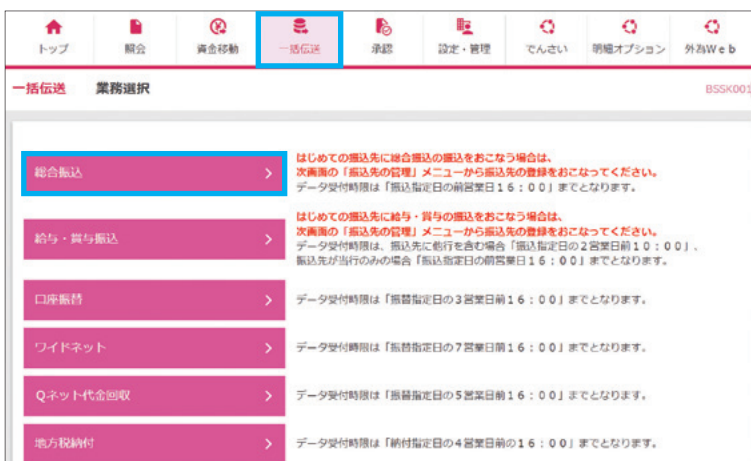 トップ
照会
資金移動
一括伝送
承認
設定・管理
でんさい
明細オプション
外為Web
一括伝送 業務選択
BSSK001
総合振込
はじめての振込先に総合振込の振込をおこなう場合は、
次画面の「振込先の管理」メニューから振込先の登録をおこなってください。
データ受付時限は「振込指定日の前営業日16:00」までとなります。
給与・賞与振込
はじめての振込先に給与・賞与の振込をおこなう場合は、
次画面の「振込先の管理」メニューから振込先の登録をおこなってください。
データ受付時限は、振込先に他行を含む場合「振込指定日の2営業日前10:00」、
振込先が当行のみの場合「振込指定日の前営業日16:00」までとなります。
口座振替
データ受付時限は「振替指定日の3営業日前16:00」までとなります。
ワイドネット
データ受付時限は「振替指定日の7営業日前16:00」までとなります。
Qネット代金回収
データ受付時限は「振替指定日の5営業日前16:00」までとなります。
地方税納付
データ受付時限は「納付指定日の4営業日前の16:00」までとなります。